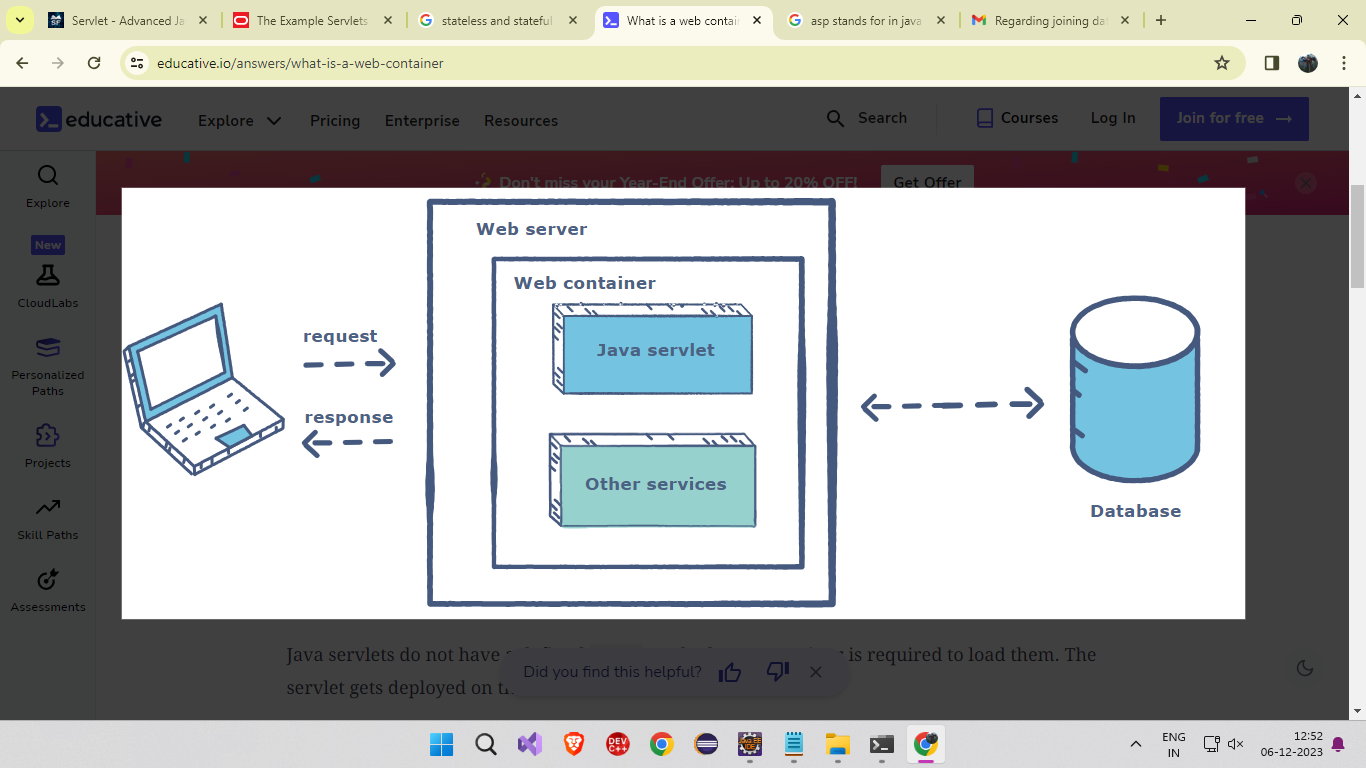 Servlet - Advanced Ja
The Example Servlets
stateless and stateful
What is a web contain
asp stands for in java
Regarding joining dat
educative.io/answers/what-is-a-web-container
educative
Explore
Pricing
Enterprise
Resources
Search
Courses
Log In
Join for free
Don't miss your Year-End Offer: Up to 20% OFF!
Get Offer
Explore
New
CloudLabs
Personalized
Paths
Projects
Skill Paths
Assessments
Web server
Web container
Java servlet
Other services
request
response
Database
Java servlets do not have a
is required to load them. The
servlet gets deployed on
Did you find this helpful?
DEV
C++
Java EE
IDE
ENG
IN
12:52
06-12-2023